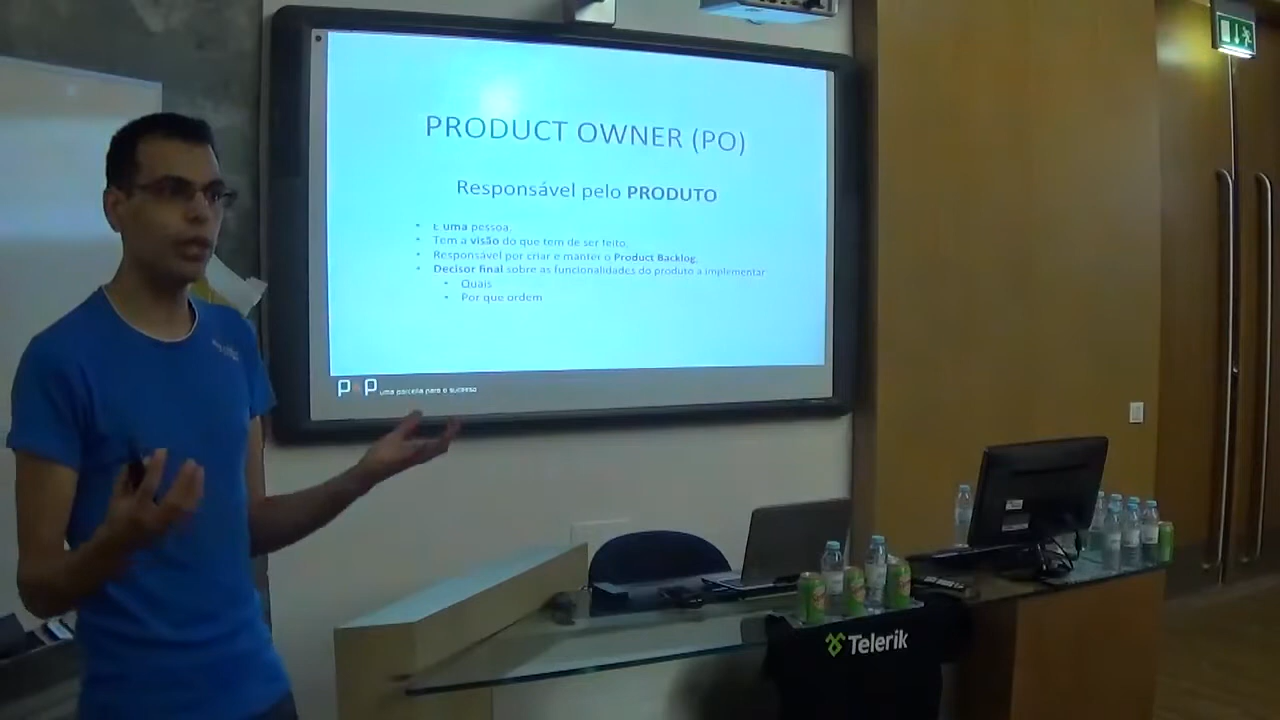 PRODUCT OWNER (PO)
Responsável pelo PRODUTO
• É uma pessoa.
• Tem a visão do que tem de ser feito.
• Responsável por criar e manter o Product Backlog.
• Decisor final sobre as funcionalidades do produto a implementar
• Quais
• Por que ordem
uma parceria para o sucesso
Telerik